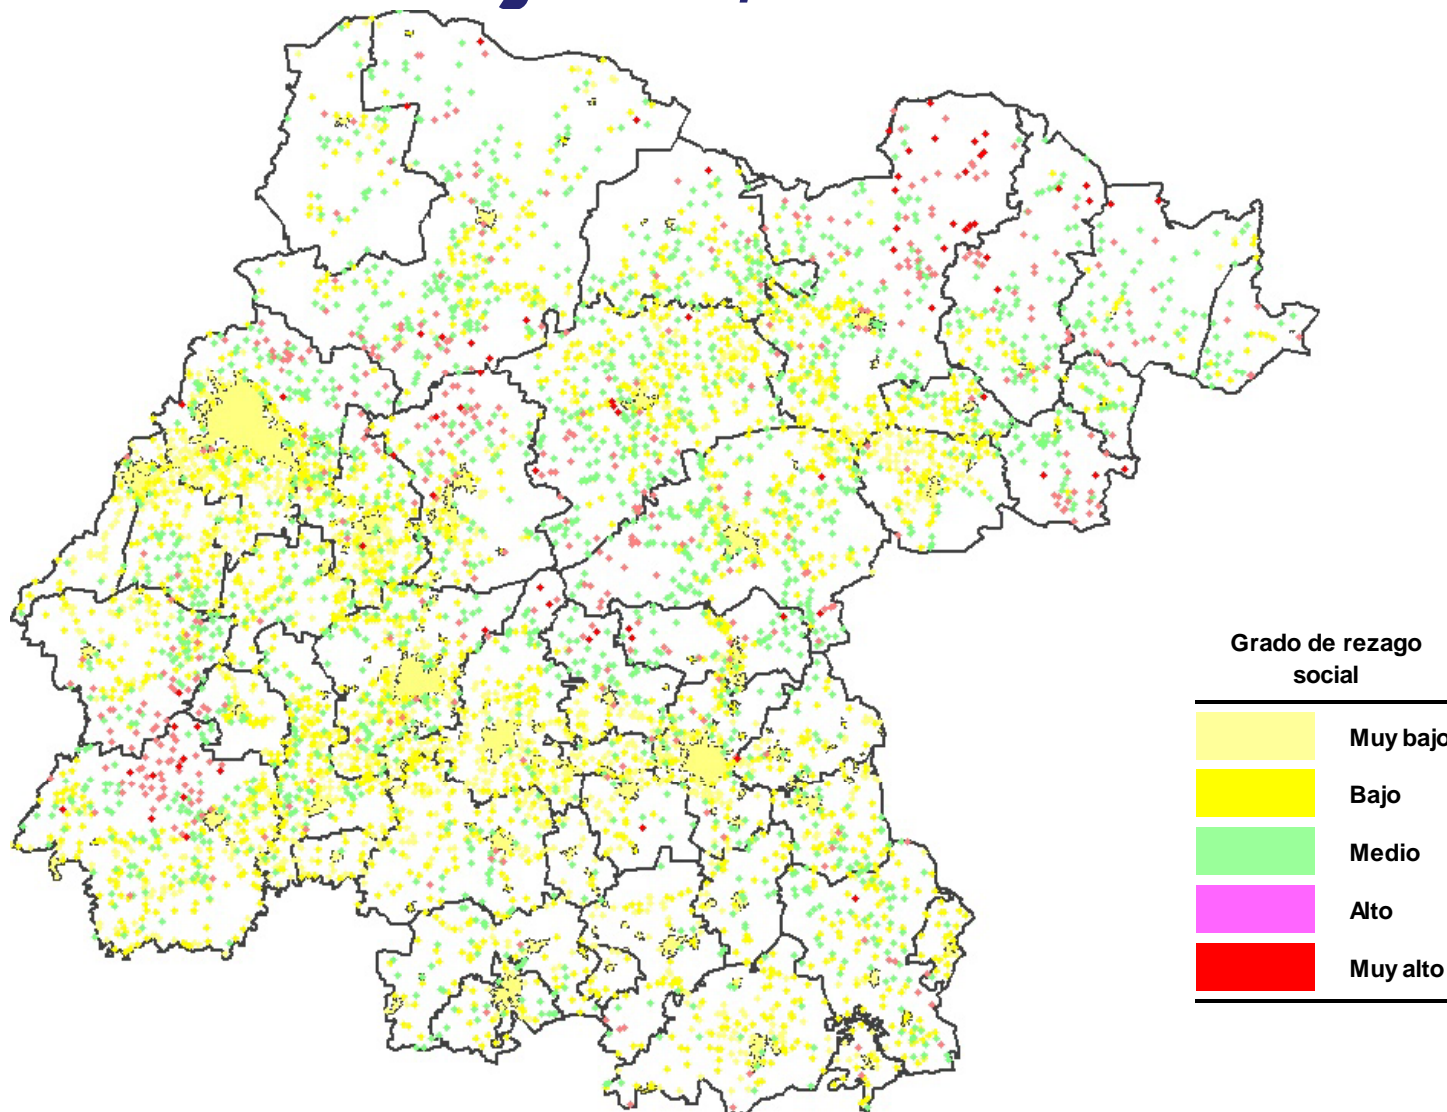 Grado de rezago
social
Muy bajo
Bajo
Medio
Alto
Muy alto